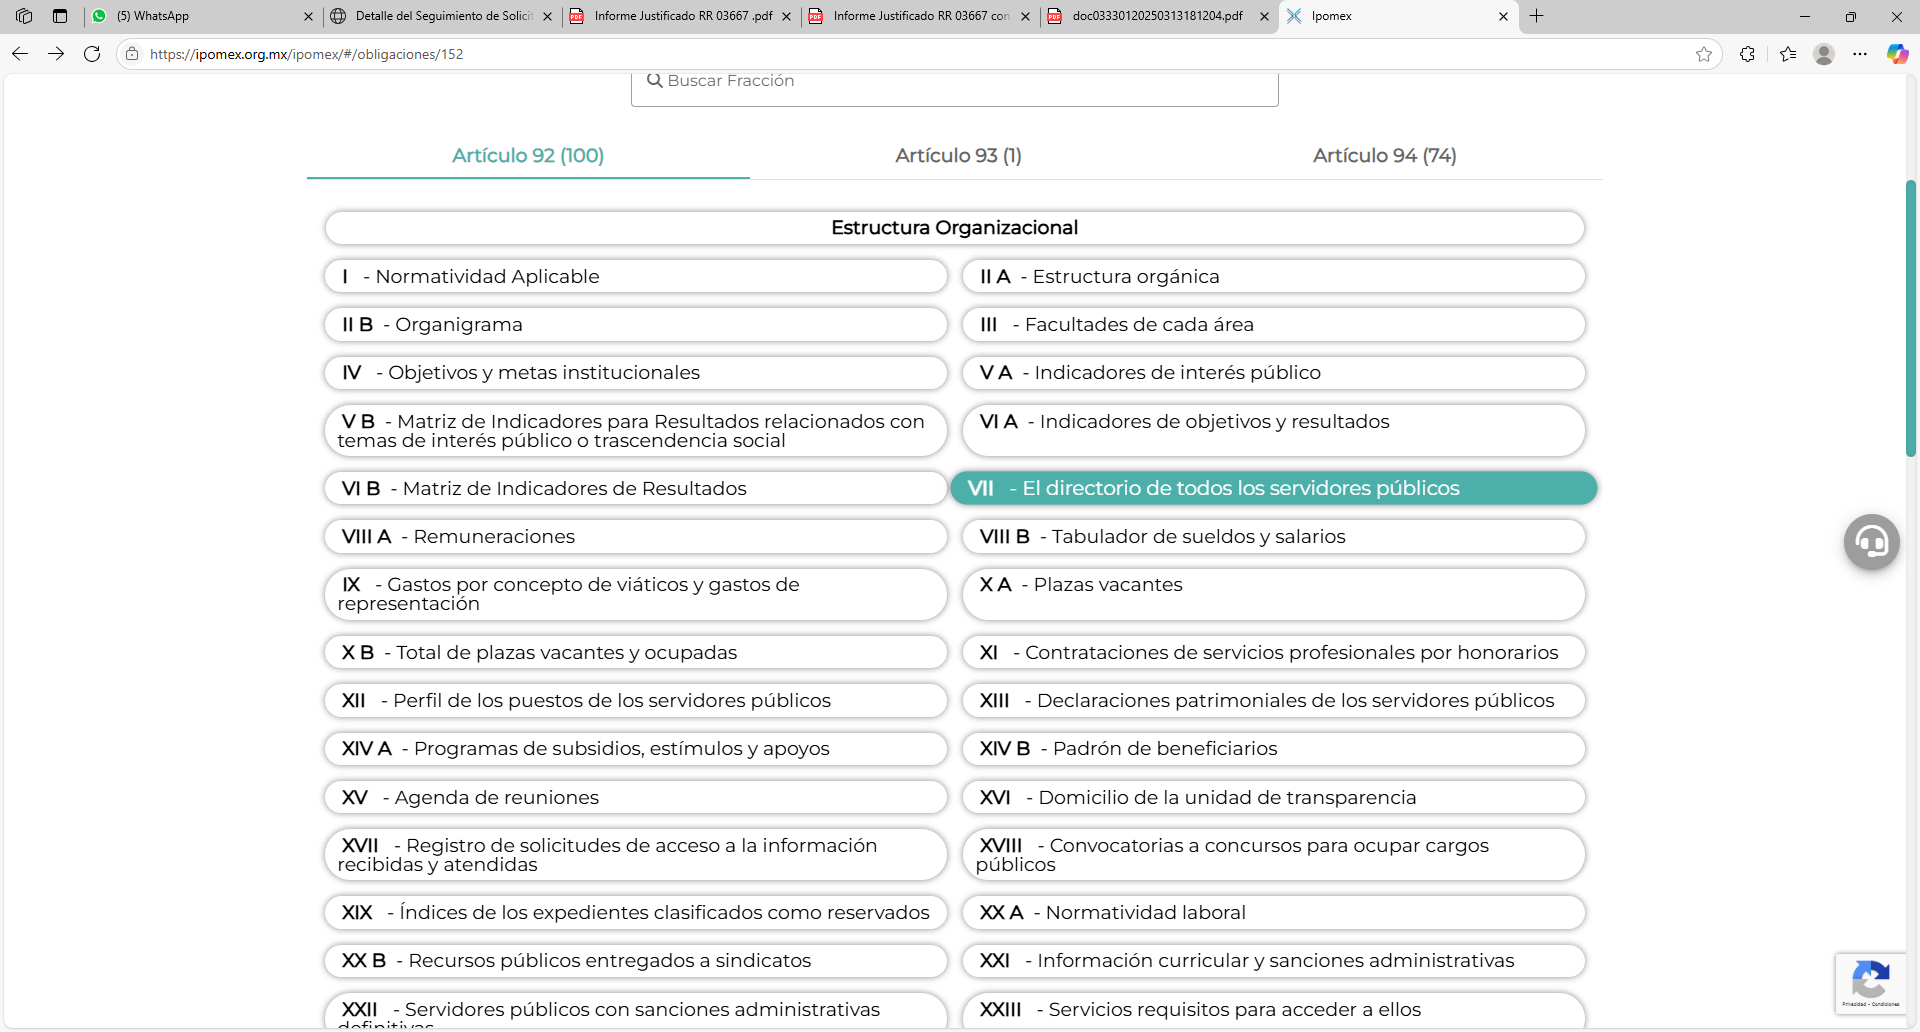 (5) WhatsApp
Detalle del Seguimiento de Solicit
Informe Justificado RR 03667 .pdf
Informe Justificado RR 03667 con
doc03330120250313181204.pdf
Ipomex
https://ipomex.org.mx/ipomex/#/obligaciones/152
Buscar Fracción
Artículo 92 (100)
Artículo 93 (1)
Artículo 94 (74)
Estructura Organizacional
I - Normatividad Aplicable
II A - Estructura orgánica
II B - Organigrama
III - Facultades de cada área
IV - Objetivos y metas institucionales
V A - Indicadores de interés público
V B - Matriz de Indicadores para Resultados relacionados con
temas de interés público o trascendencia social
VI A - Indicadores de objetivos y resultados
VI B - Matriz de Indicadores de Resultados
VII - El directorio de todos los servidores públicos
VIII A - Remuneraciones
VIII B - Tabulador de sueldos y salarios
IX - Gastos por concepto de viáticos y gastos de
representación
X A - Plazas vacantes
X B - Total de plazas vacantes y ocupadas
XI - Contrataciones de servicios profesionales por honorarios
XII - Perfil de los puestos de los servidores públicos
XIII - Declaraciones patrimoniales de los servidores públicos
XIV A - Programas de subsidios, estímulos y apoyos
XIV B - Padrón de beneficiarios
XV - Agenda de reuniones
XVI - Domicilio de la unidad de transparencia
XVII - Registro de solicitudes de acceso a la información
recibidas y atendidas
XVIII - Convocatorias a concursos para ocupar cargos
públicos
XIX - Índices de los expedientes clasificados como reservados
XX A - Normatividad laboral
XX B - Recursos públicos entregados a sindicatos
XXI - Información curricular y sanciones administrativas
XXII - Servidores públicos con sanciones administrativas
definitivas
XXIII - Servicios requisitos para acceder a ellos
Privacidad - Condiciones